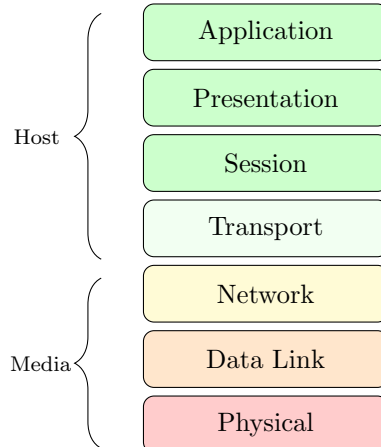 Application
Presentation
Host
Session
Transport
Network
Media
Data Link
Physical